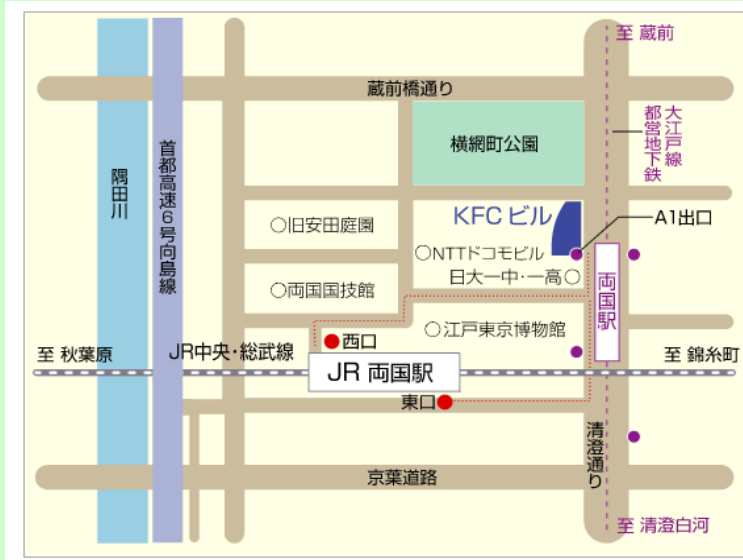 至 蔵前
蔵前橋通り
大江戸線
都営地下鉄
横網町公園
隅田川
首都高速6号向島線
KFC ビル
A1出口
○旧安田庭園
○NTTドコモビル
日大一中・一高○
○両国国技館
両国駅
○江戸東京博物館
西口
至 秋葉原
JR中央・総武線
至 錦糸町
JR 両国駅
東口
清澄通り
京葉道路
至 清澄白河